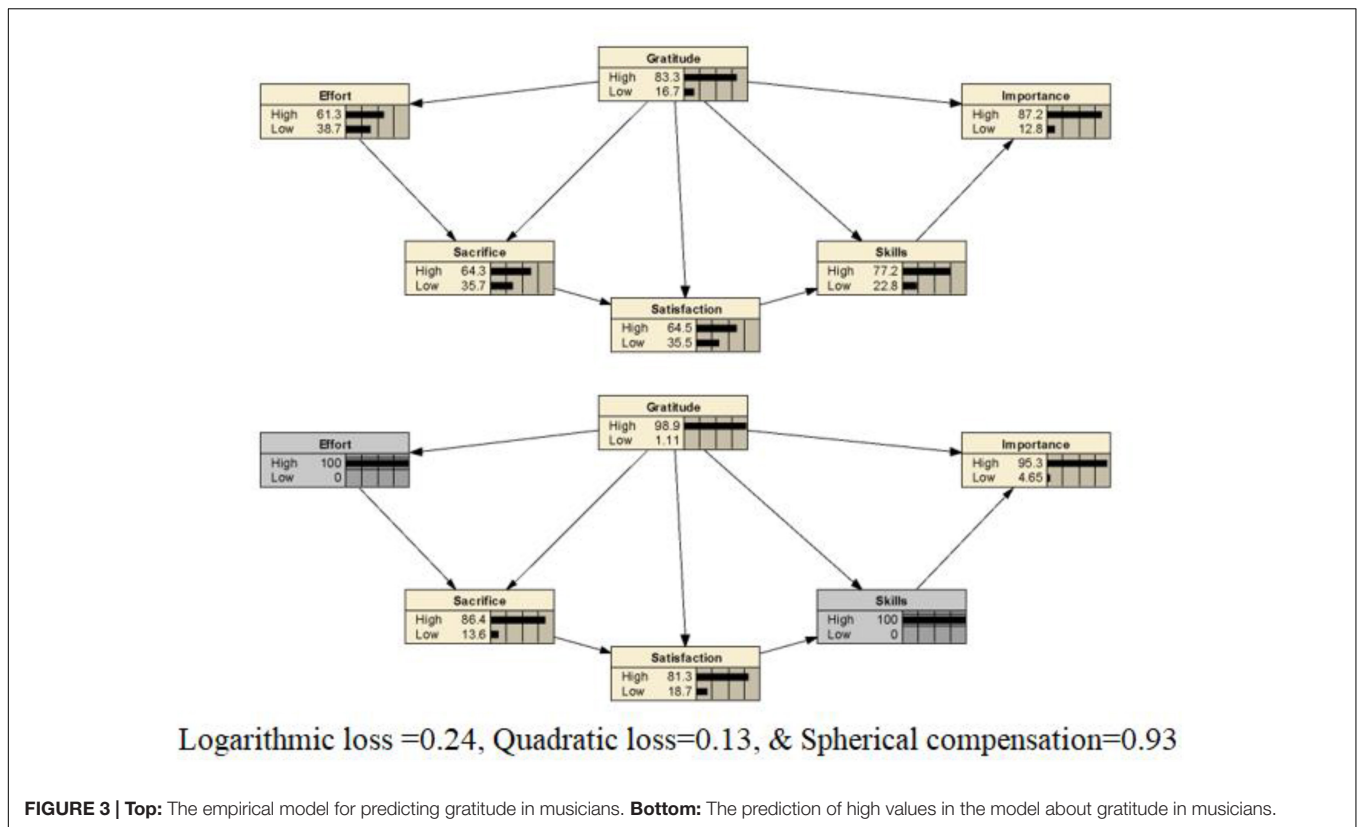 Gratitude
High 83.3
Low 16.7
Effort
High 61.3
Low 38.7
Importance
High 87.2
Low 12.8
Sacrifice
High 64.3
Low 35.7
Skills
High 77.2
Low 22.8
Satisfaction
High 64.5
Low 35.5
Gratitude
High 98.9
Low 1.11
Effort
High 100
Low 0
Importance
High 95.3
Low 4.65
Sacrifice
High 86.4
Low 13.6
Skills
High 100
Low 0
Satisfaction
High 81.3
Low 18.7
Logarithmic loss =0.24, Quadratic loss=0.13, & Spherical compensation=0.93
FIGURE 3 | Top: The empirical model for predicting gratitude in musicians. Bottom: The prediction of high values in the model about gratitude in musicians.